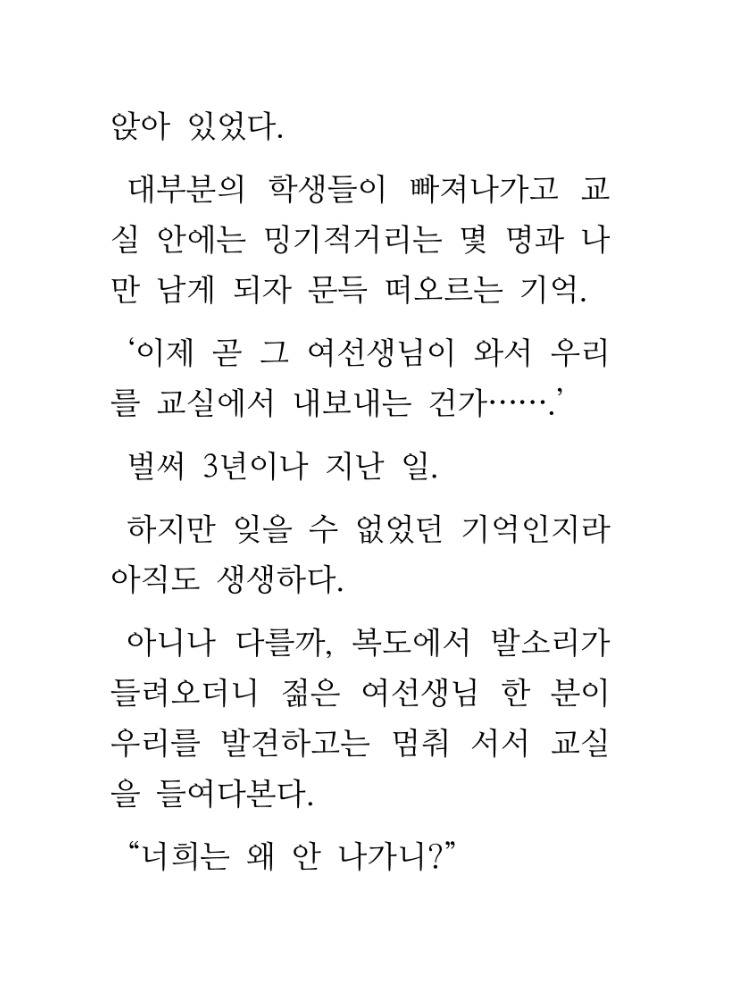 앉아 있었다.
대부분의 학생들이 빠져나가고 교
실 안에는 밍기적거리는 몇 명과 나
만 남게 되자 문득 떠오르는 기억.
‘이제 곧 그 여선생님이 와서 우리
를 교실에서 내보내는 건가…….’
벌써 3년이나 지난 일.
하지만 잊을 수 없었던 기억인지라
아직도 생생하다.
아니나 다를까, 복도에서 발소리가
들려오더니 젊은 여선생님 한 분이
우리를 발견하고는 멈춰 서서 교실
을 들여다본다.
“너희는 왜 안 나가니?”